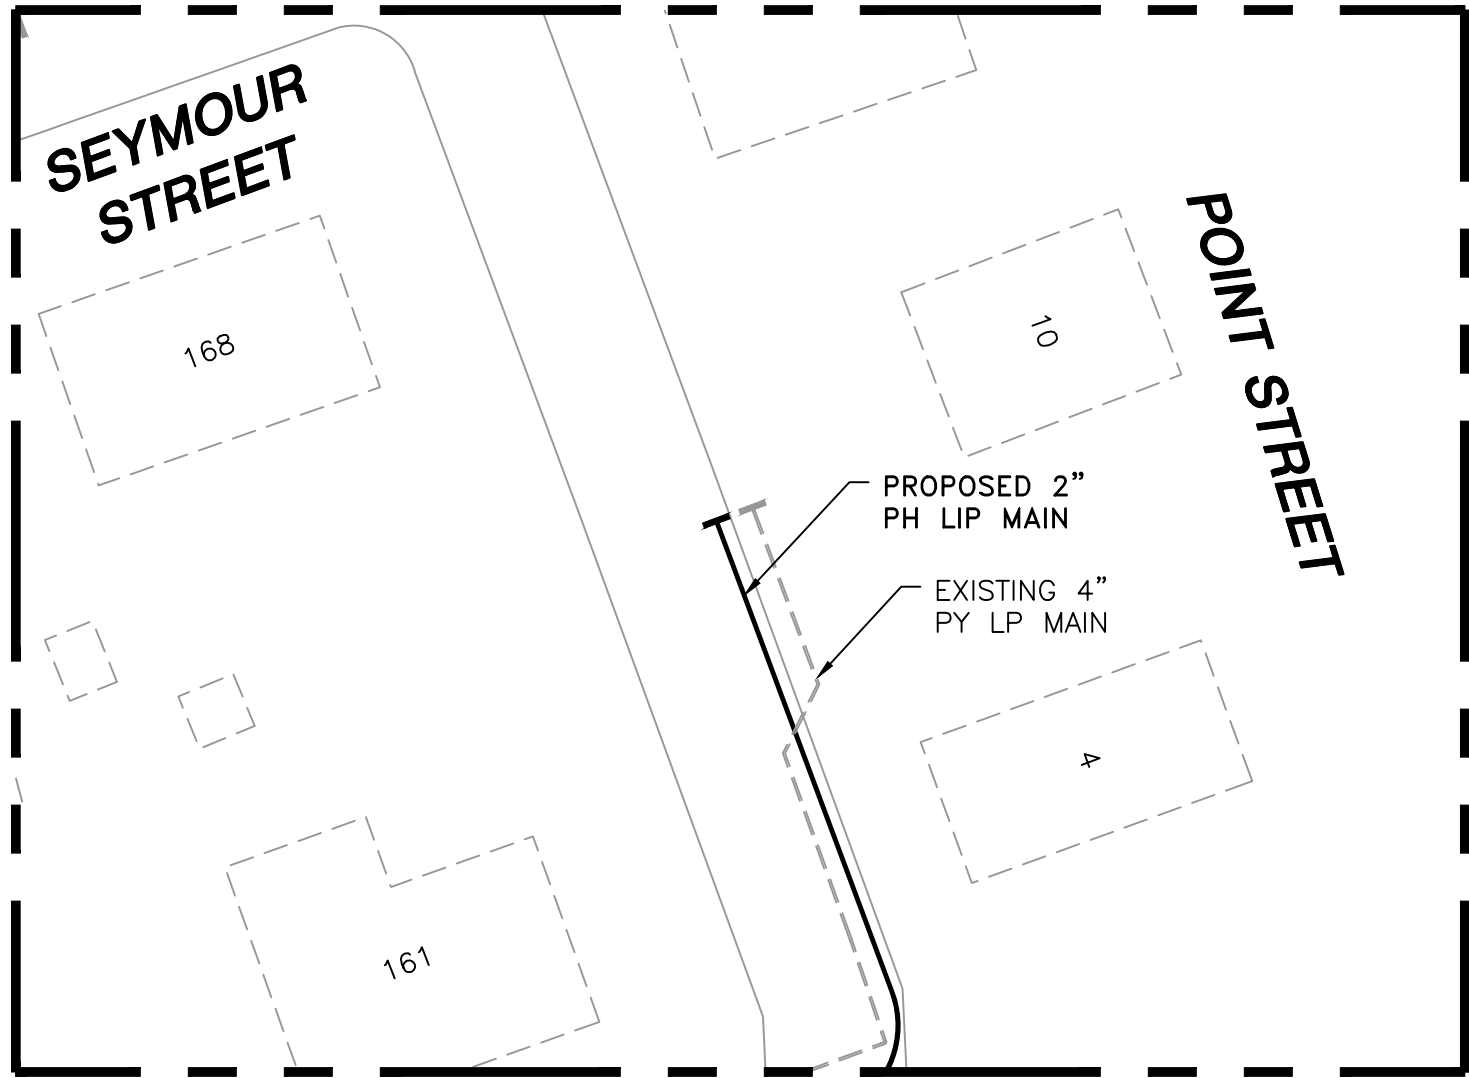 SEYMOUR
STREET
POINT STREET
168
10
PROPOSED 2”
PH LIP MAIN
EXISTING 4”
PY LP MAIN
4
161